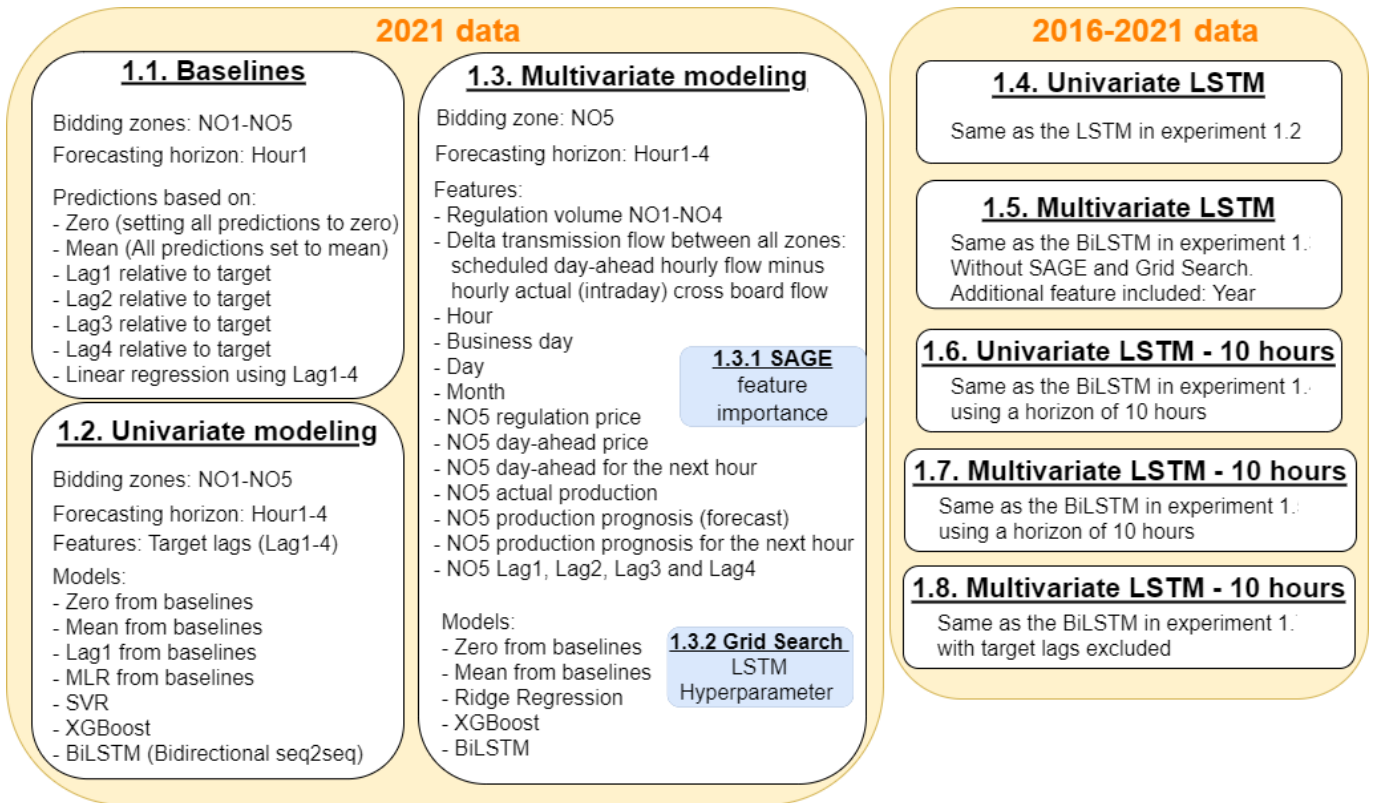 2021 data
1.1. Baselines
Bidding zones: NO1-NO5
Forecasting horizon: Hour1
Predictions based on:
- Zero (setting all predictions to zero)
- Mean (All predictions set to mean)
- Lag1 relative to target
- Lag2 relative to target
- Lag3 relative to target
- Lag4 relative to target
- Linear regression using Lag1-4
1.2. Univariate modeling
Bidding zones: NO1-NO5
Forecasting horizon: Hour1-4
Features: Target lags (Lag1-4)
Models:
- Zero from baselines
- Mean from baselines
- Lag1 from baselines
- MLR from baselines
- SVR
- XGBoost
- BiLSTM (Bidirectional seq2seq)
1.3. Multivariate modeling
Bidding zone: NO5
Forecasting horizon: Hour1-4
Features:
- Regulation volume NO1-NO4
- Delta transmission flow between all zones:
scheduled day-ahead hourly flow minus
hourly actual (intraday) cross board flow
- Hour
- Business day
- Day
- Month
- NO5 regulation price
- NO5 day-ahead price
- NO5 day-ahead for the next hour
- NO5 actual production
- NO5 production prognosis (forecast)
- NO5 production prognosis for the next hour
- NO5 Lag1, Lag2, Lag3 and Lag4
1.3.1 SAGE
feature
importance
Models:
- Zero from baselines
- Mean from baselines
- Ridge Regression
- XGBoost
- BiLSTM
1.3.2 Grid Search
LSTM
Hyperparameter
2016-2021 data
1.4. Univariate LSTM
Same as the LSTM in experiment 1.2
1.5. Multivariate LSTM
Same as the BiLSTM in experiment 1.
Without SAGE and Grid Search.
Additional feature included: Year
1.6. Univariate LSTM - 10 hours
Same as the BiLSTM in experiment 1.
using a horizon of 10 hours
1.7. Multivariate LSTM - 10 hours
Same as the BiLSTM in experiment 1.
using a horizon of 10 hours
1.8. Multivariate LSTM - 10 hours
Same as the BiLSTM in experiment 1.
with target lags excluded